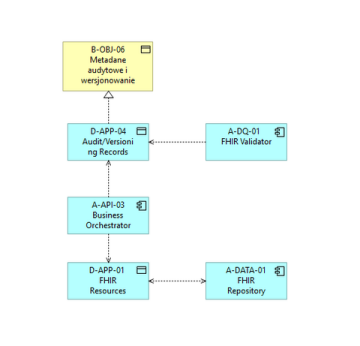 B-OBJ-06
Metadane
audytowe i
wersjonowanie
D-APP-04
Audit/Versioni
ng Records
A-DQ-01
FHIR Validator
A-API-03
Business
Orchestrator
D-APP-01
FHIR
Resources
A-DATA-01
FHIR
Repository